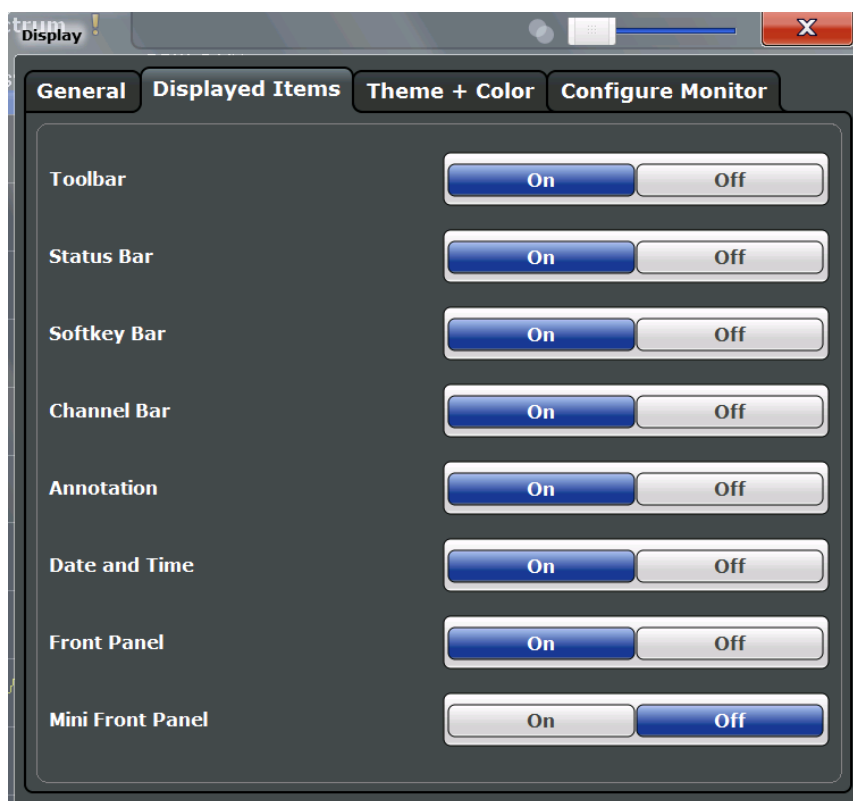 Display
General Displayed Items Theme + Color Configure Monitor
Toolbar On Off
Status Bar On Off
Softkey Bar On Off
Channel Bar On Off
Annotation On Off
Date and Time On Off
Front Panel On Off
Mini Front Panel On Off